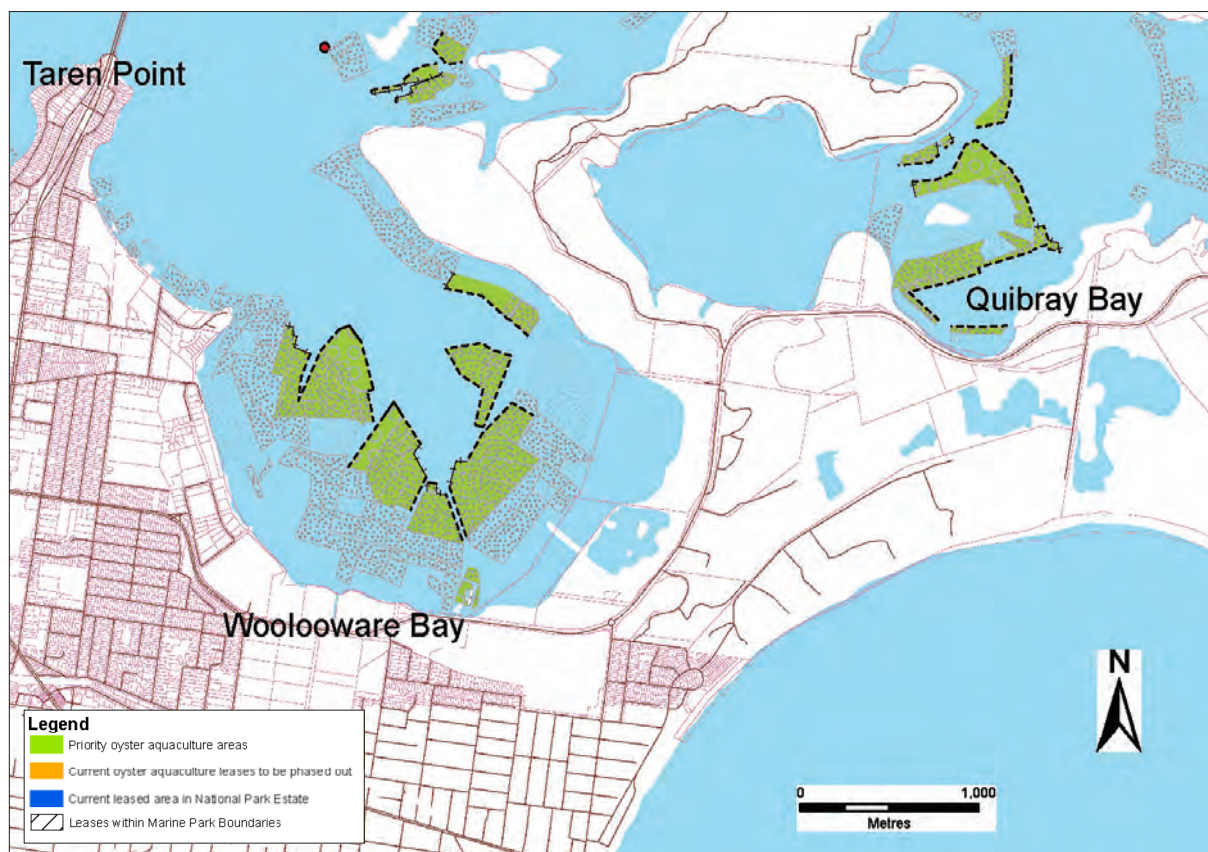 Taren Point
Quibray Bay
Woolooware Bay
N
Legend
Priority oyster aquaculture areas
Current oyster aquaculture leases to be phased out
Current leased area in National Park Estate
Leases within Marine Park Boundaries
0 1,000
Metres